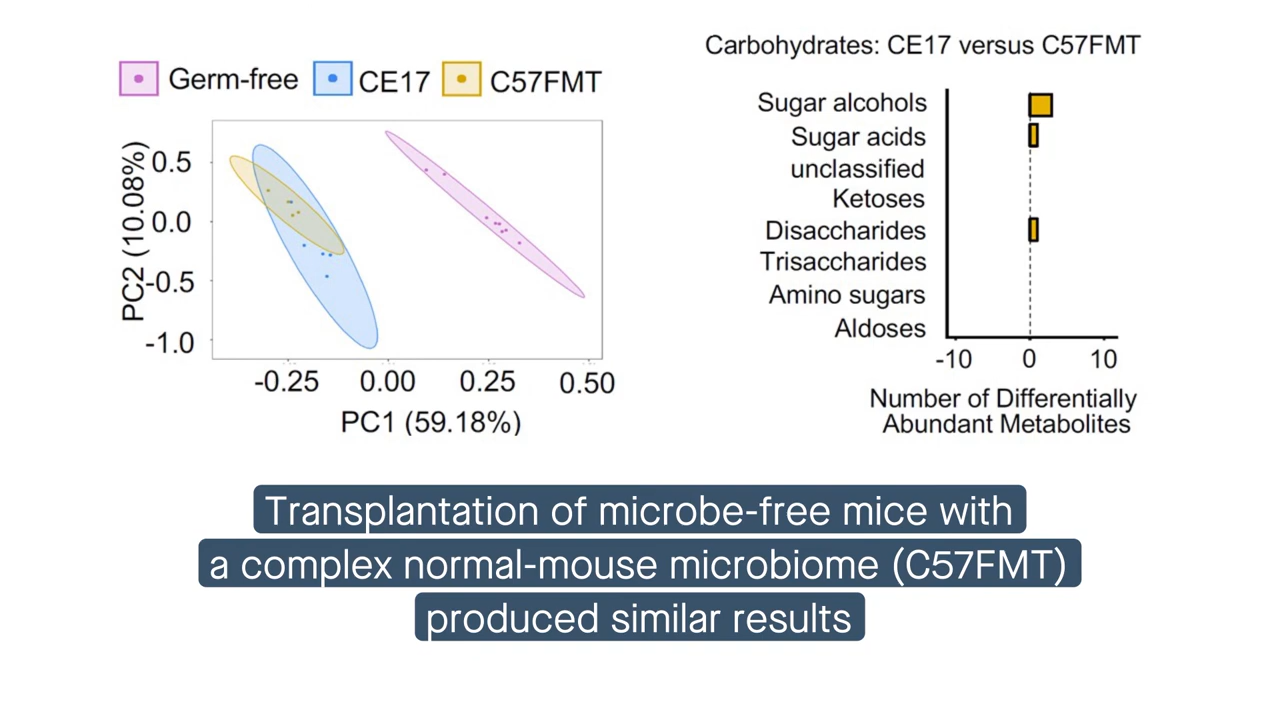 Germ-free CE17 C57FMT
PC2 (10.08%)
0.5
0.0
-0.5
-1.0
-0.25 0.00 0.25 0.50
PC1 (59.18%)
Carbohydrates: CE17 versus C57FMT
Sugar alcohols
Sugar acids
unclassified
Ketoses
Disaccharides
Trisaccharides
Amino sugars
Aldoses
-10 0 10
Number of Differentially
Abundant Metabolites
Transplantation of microbe-free mice with
a complex normal-mouse microbiome (C57FMT)
produced similar results